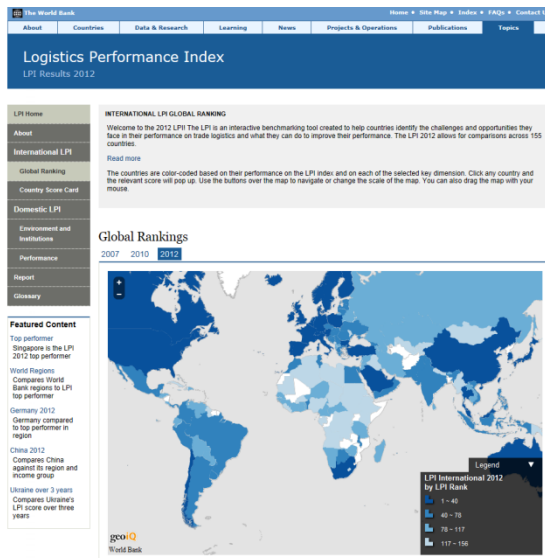 The World Bank
Home • Site Map • Index • FAQs • Contact U
About Countries Data & Research Learning News Projects & Operations Publications Topics
Logistics Performance Index
LPI Results 2012
LPI Home
About
International LPI
Global Ranking
Country Score Card
Domestic LPI
Environment and
Institutions
Performance
Report
Glossary
INTERNATIONAL LPI GLOBAL RANKING
Welcome to the 2012 LPI! The LPI is an interactive benchmarking tool created to help countries identify the challenges and opportunities they
face in their performance on trade logistics and what they can do to improve their performance. The LPI 2012 allows for comparisons across 155
countries.
Read more
The countries are color-coded based on their performance on the LPI index and on each of the selected key dimension. Click any country and
the relevant score will pop up. Use the buttons over the map to navigate or change the scale of the map. You can also drag the map with your
mouse.
Featured Content
Top performer
Singapore is the LPI
2012 top performer
World Regions
Compares World
Bank regions to LPI
top performer
Germany 2012
Germany compared
to top performer in
region
China 2012
Compares China
against its region and
income group
Ukraine over 3 years
Compares Ukraine's
LPI score over three
years
Global Rankings
2007 2010 2012
+
−
Legend ▼
LPI International 2012
by LPI Rank
1 – 40
40 – 78
78 – 117
117 – 156
geoiQ
World Bank